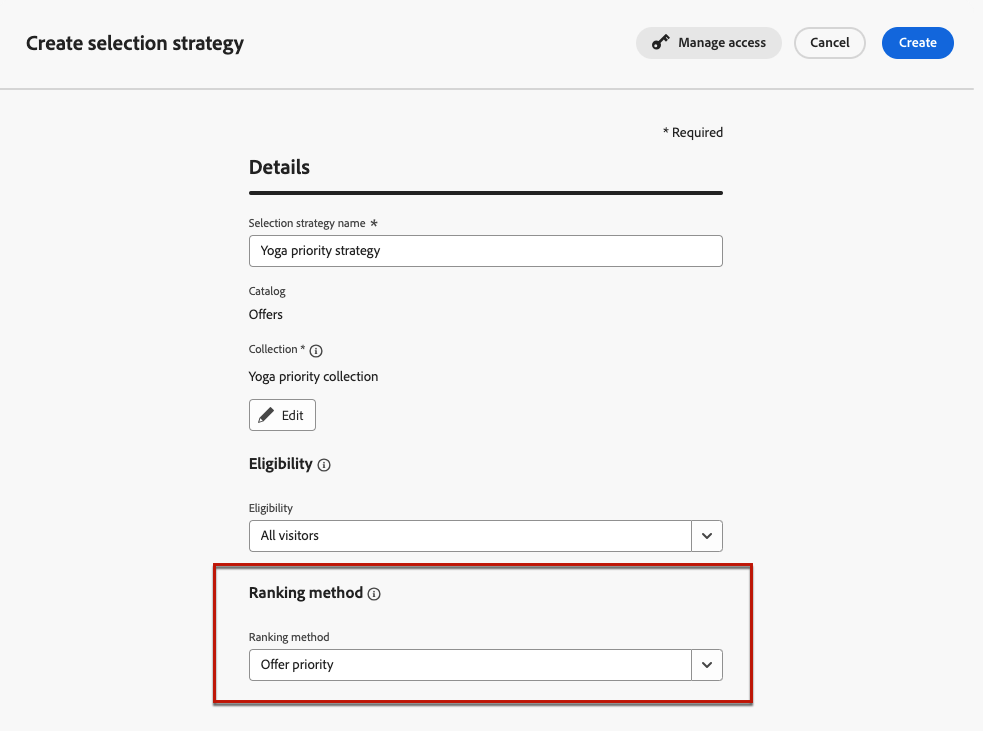 Create selection strategy
Manage access
Cancel
Create
* Required
Details
Selection strategy name *
Yoga priority strategy
Catalog
Offers
Collection *
Yoga priority collection
Edit
Eligibility
Eligibility
All visitors
Ranking method
Ranking method
Offer priority